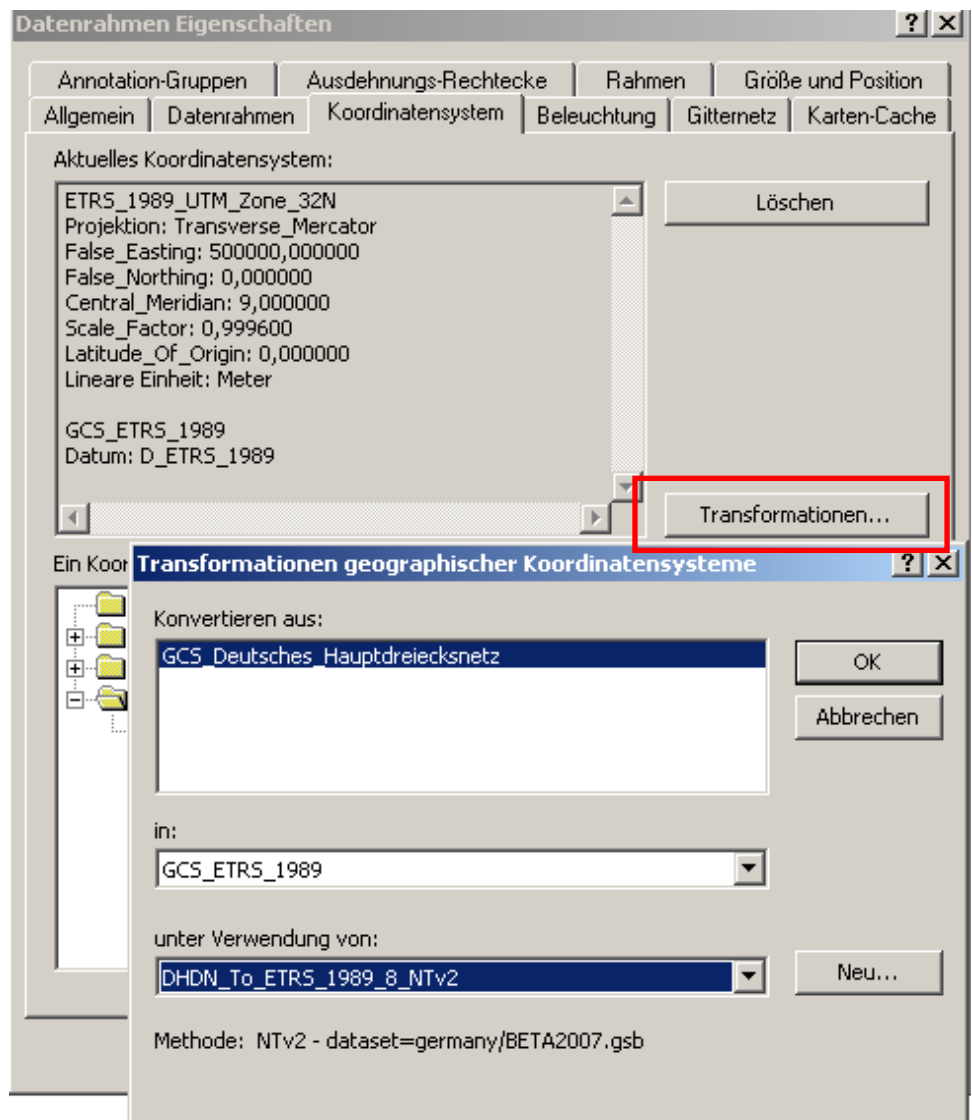 Datenrahmen Eigenschaften
Annotation-Gruppen Ausdehnungs-Rechtecke Rahmen Größe und Position
Allgemein Datenrahmen Koordinatensystem Beleuchtung Gitternetz Karten-Cache
Aktuelles Koordinatensystem:
ETRS_1989_UTM_Zone_32N
Projektion: Transverse_Mercator
False_Easting: 500000,000000
False_Northing: 0,000000
Central_Meridian: 9,000000
Scale_Factor: 0,999600
Latitude_Of_Origin: 0,000000
Lineare Einheit: Meter
GCS_ETRS_1989
Datum: D_ETRS_1989
Löschen
Transformationen...
Ein Koor
Transformationen geographischer Koordinatensysteme
Konvertieren aus:
GCS_Deutsches_Hauptdreiecksnetz
OK
Abbrechen
in:
GCS_ETRS_1989
unter Verwendung von:
DHDN_To_ETRS_1989_8_NTv2
Neu...
Methode: NTv2 - dataset=germany/BETA2007.gsb